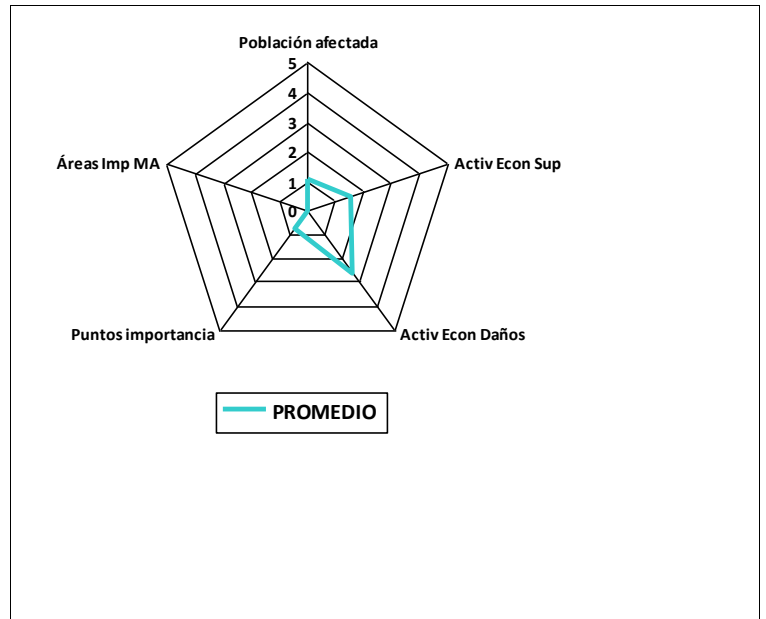 Población afectada
5
4
3
2
1
0
Áreas Imp MA
Activ Econ Sup
Puntos importancia
Activ Econ Daños
PROMEDIO